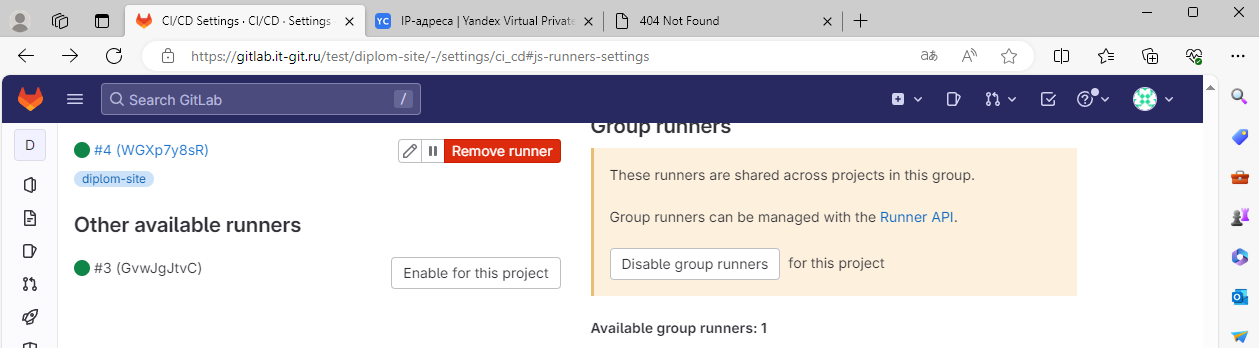 CI/CD Settings · CI/CD · Settings
IP-адреса | Yandex Virtual Private
404 Not Found
https://gitlab.it-git.ru/test/diplom-site/-/settings/ci_cd#js-runners-settings
Search GitLab
/
D
#4 (WGXp7y8sR)
Remove runner
diplom-site
Other available runners
#3 (GvwJgJtvC)
Enable for this project
Group runners
These runners are shared across projects in this group.
Group runners can be managed with the Runner API.
Disable group runners for this project
Available group runners: 1